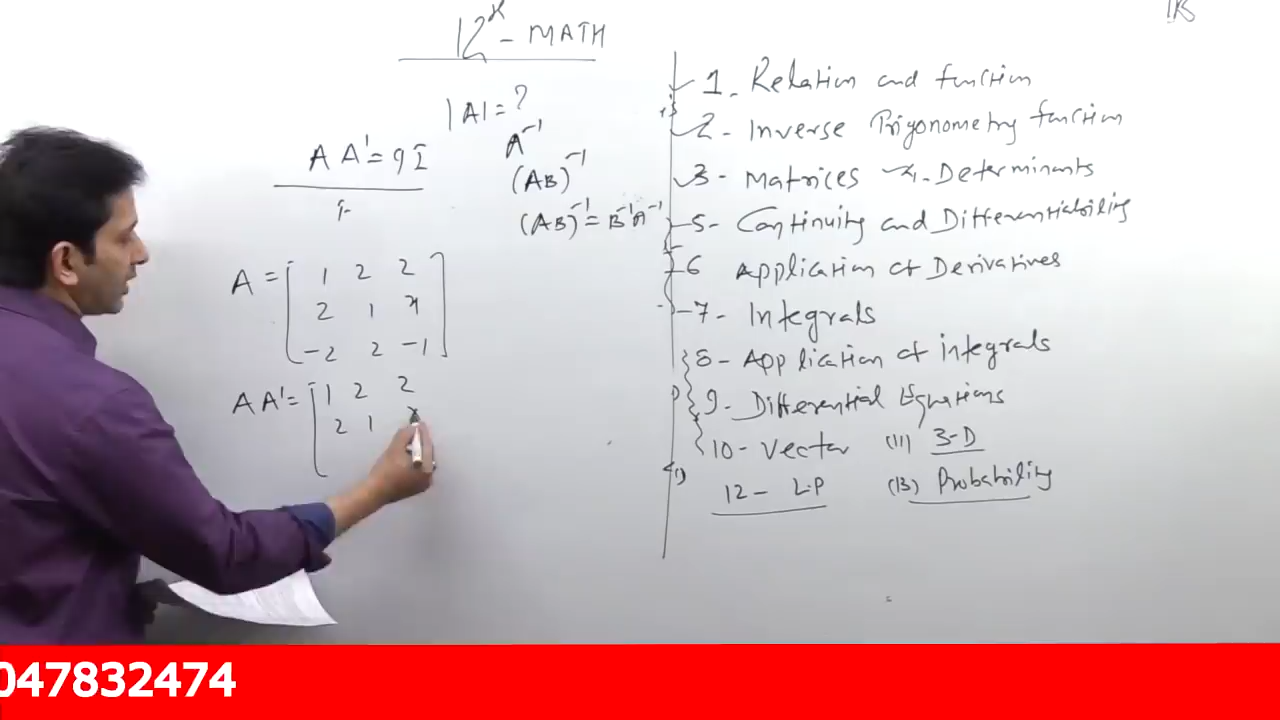 12x - MATH
|A| = ?
A A' = 9I
A⁻¹
(AB)⁻¹
(AB)⁻¹ = B⁻¹A⁻¹
A = [ 1 2 2
2 1 x
-2 2 -1 ]
AA' = [ 1 2 2
2 1 x
1. Relation and function
2- Inverse Trigonometry function
3- Matrices 4. Determinants
5- Continuity and Differentiability
6 Application of Derivatives
7- Integrals
8- Application of integrals
9- Differential Equations
10- Vector (11) 3-D
12- L.P (13) Probability
047832474